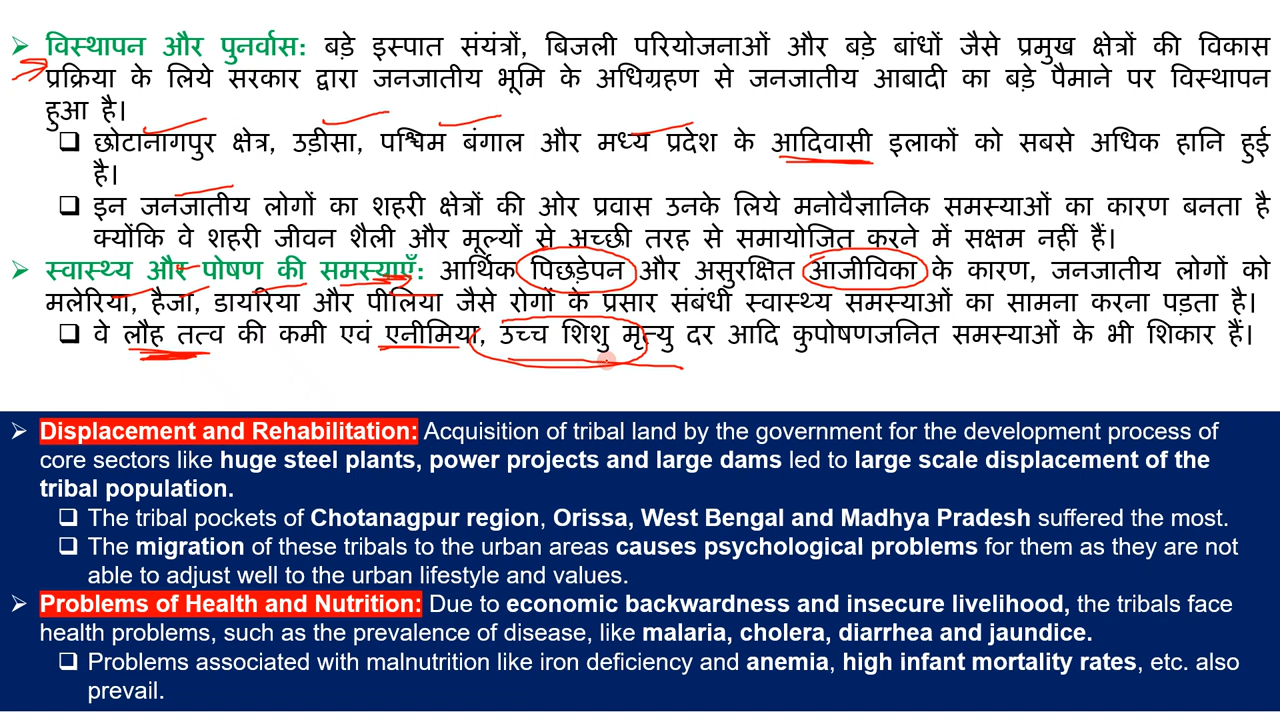 ➢ विस्थापन और पुनर्वास: बड़े इस्पात संयंत्रों, बिजली परियोजनाओं और बड़े बांधों जैसे प्रमुख क्षेत्रों की विकास
प्रक्रिया के लिये सरकार द्वारा जनजातीय भूमि के अधिग्रहण से जनजातीय आबादी का बड़े पैमाने पर विस्थापन
हुआ है।
❑ छोटानागपुर क्षेत्र, उड़ीसा, पश्चिम बंगाल और मध्य प्रदेश के आदिवासी इलाकों को सबसे अधिक हानि हुई
है।
❑ इन जनजातीय लोगों का शहरी क्षेत्रों की ओर प्रवास उनके लिये मनोवैज्ञानिक समस्याओं का कारण बनता है
क्योंकि वे शहरी जीवन शैली और मूल्यों से अच्छी तरह से समायोजित करने में सक्षम नहीं हैं।
➢ स्वास्थ्य और पोषण की समस्याएँ: आर्थिक पिछड़ेपन और असुरक्षित आजीविका के कारण, जनजातीय लोगों को
मलेरिया, हैजा, डायरिया और पीलिया जैसे रोगों के प्रसार संबंधी स्वास्थ्य समस्याओं का सामना करना पड़ता है।
❑ वे लौह तत्व की कमी एवं एनीमिया, उच्च शिशु मृत्यु दर आदि कुपोषणजनित समस्याओं के भी शिकार हैं।
➢ Displacement and Rehabilitation: Acquisition of tribal land by the government for the development process of
core sectors like huge steel plants, power projects and large dams led to large scale displacement of the
tribal population.
❑ The tribal pockets of Chotanagpur region, Orissa, West Bengal and Madhya Pradesh suffered the most.
❑ The migration of these tribals to the urban areas causes psychological problems for them as they are not
able to adjust well to the urban lifestyle and values.
➢ Problems of Health and Nutrition: Due to economic backwardness and insecure livelihood, the tribals face
health problems, such as the prevalence of disease, like malaria, cholera, diarrhea and jaundice.
❑ Problems associated with malnutrition like iron deficiency and anemia, high infant mortality rates, etc. also
prevail.